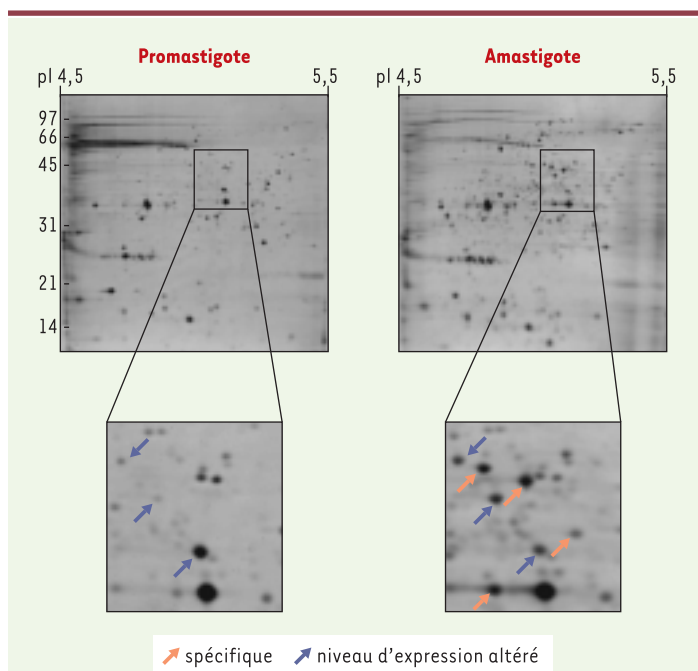 Promastigote
Amastigote
pI 4,5 5,5
pI 4,5 5,5
97
66
45
31
21
14
spécifique niveau d’expression altéré